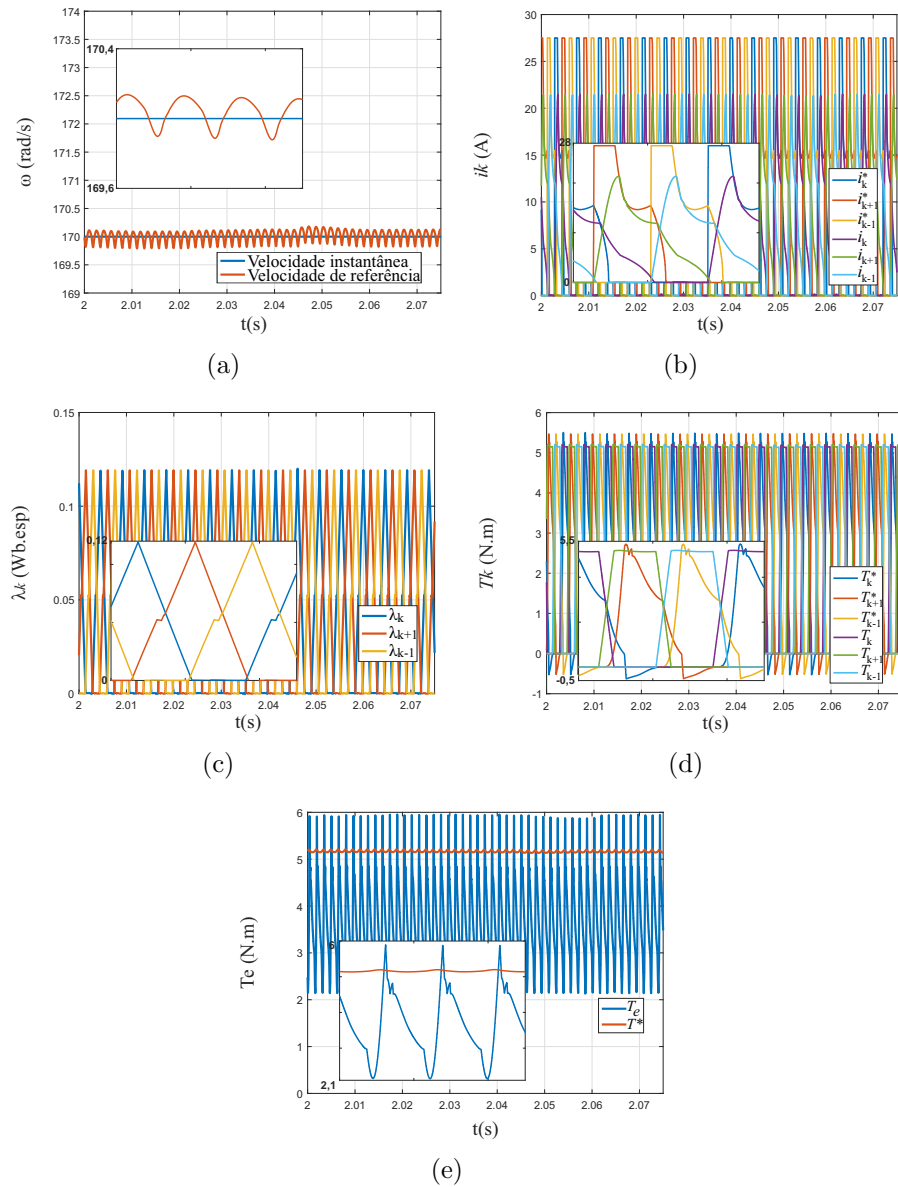 174
173.5
173
172.5
172
171.5
171
170.5
170
169.5
169
ω (rad/s)
170,4
169,6
Velocidade instantânea
Velocidade de referência
2 2.01 2.02 2.03 2.04 2.05 2.06 2.07
t(s)
(a)
30
25
20
15
10
5
0
ik (A)
28
0
i*k
i*k+1
i*k-1
ik
ik+1
ik-1
2 2.01 2.02 2.03 2.04 2.05 2.06 2.07
t(s)
(b)
0.15
0.1
0.05
0
λk (Wb.esp)
0,12
0
λk
λk+1
λk-1
2 2.01 2.02 2.03 2.04 2.05 2.06 2.07
t(s)
(c)
6
5
4
3
2
1
0
-1
Tk (N.m)
5,5
-0,5
T*k
T*k+1
T*k-1
Tk
Tk+1
Tk-1
2 2.01 2.02 2.03 2.04 2.05 2.06 2.07
t(s)
(d)
6
5
4
3
2
1
0
Te (N.m)
6
2,1
Te
T*
2 2.01 2.02 2.03 2.04 2.05 2.06 2.07
t(s)
(e)